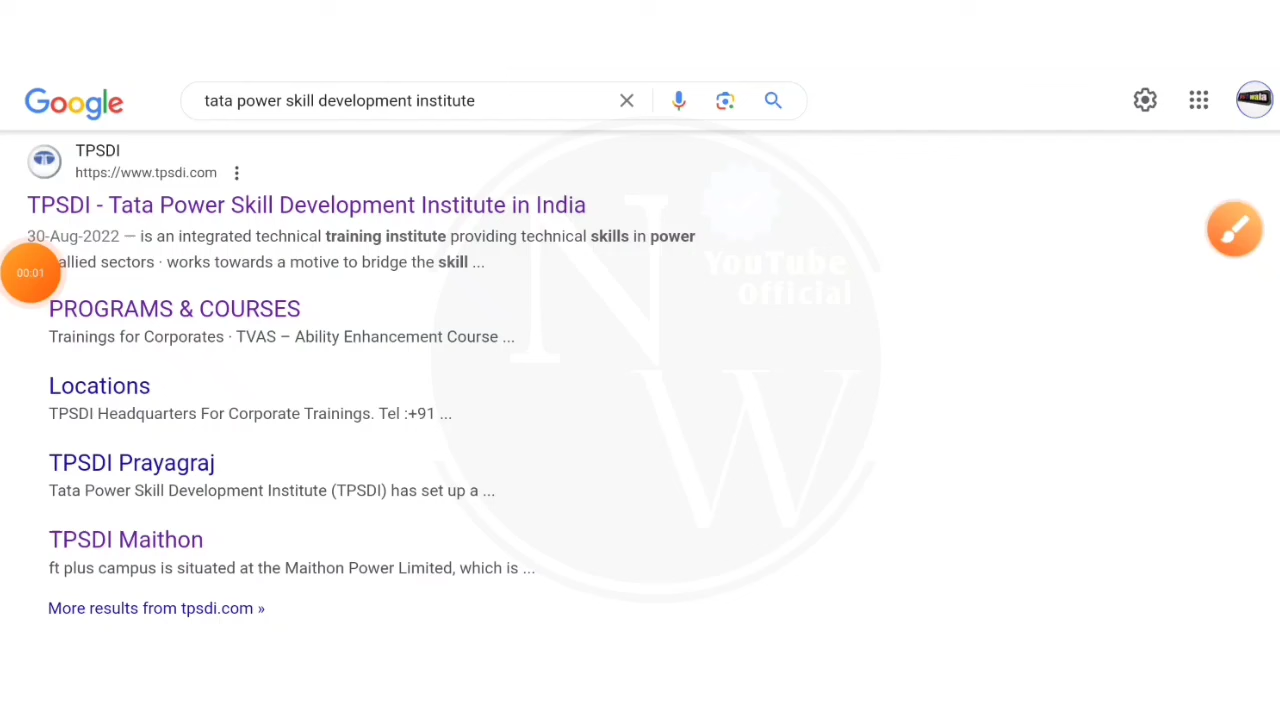 Google
tata power skill development institute
TPSDI
https://www.tpsdi.com
TPSDI - Tata Power Skill Development Institute in India
30-Aug-2022 — is an integrated technical training institute providing technical skills in power
allied sectors · works towards a motive to bridge the skill ...
00:01
PROGRAMS & COURSES
Trainings for Corporates · TVAS – Ability Enhancement Course ...
Locations
TPSDI Headquarters For Corporate Trainings. Tel :+91 ...
TPSDI Prayagraj
Tata Power Skill Development Institute (TPSDI) has set up a ...
TPSDI Maithon
ft plus campus is situated at the Maithon Power Limited, which is ...
More results from tpsdi.com »
N
W
YouTube
Official